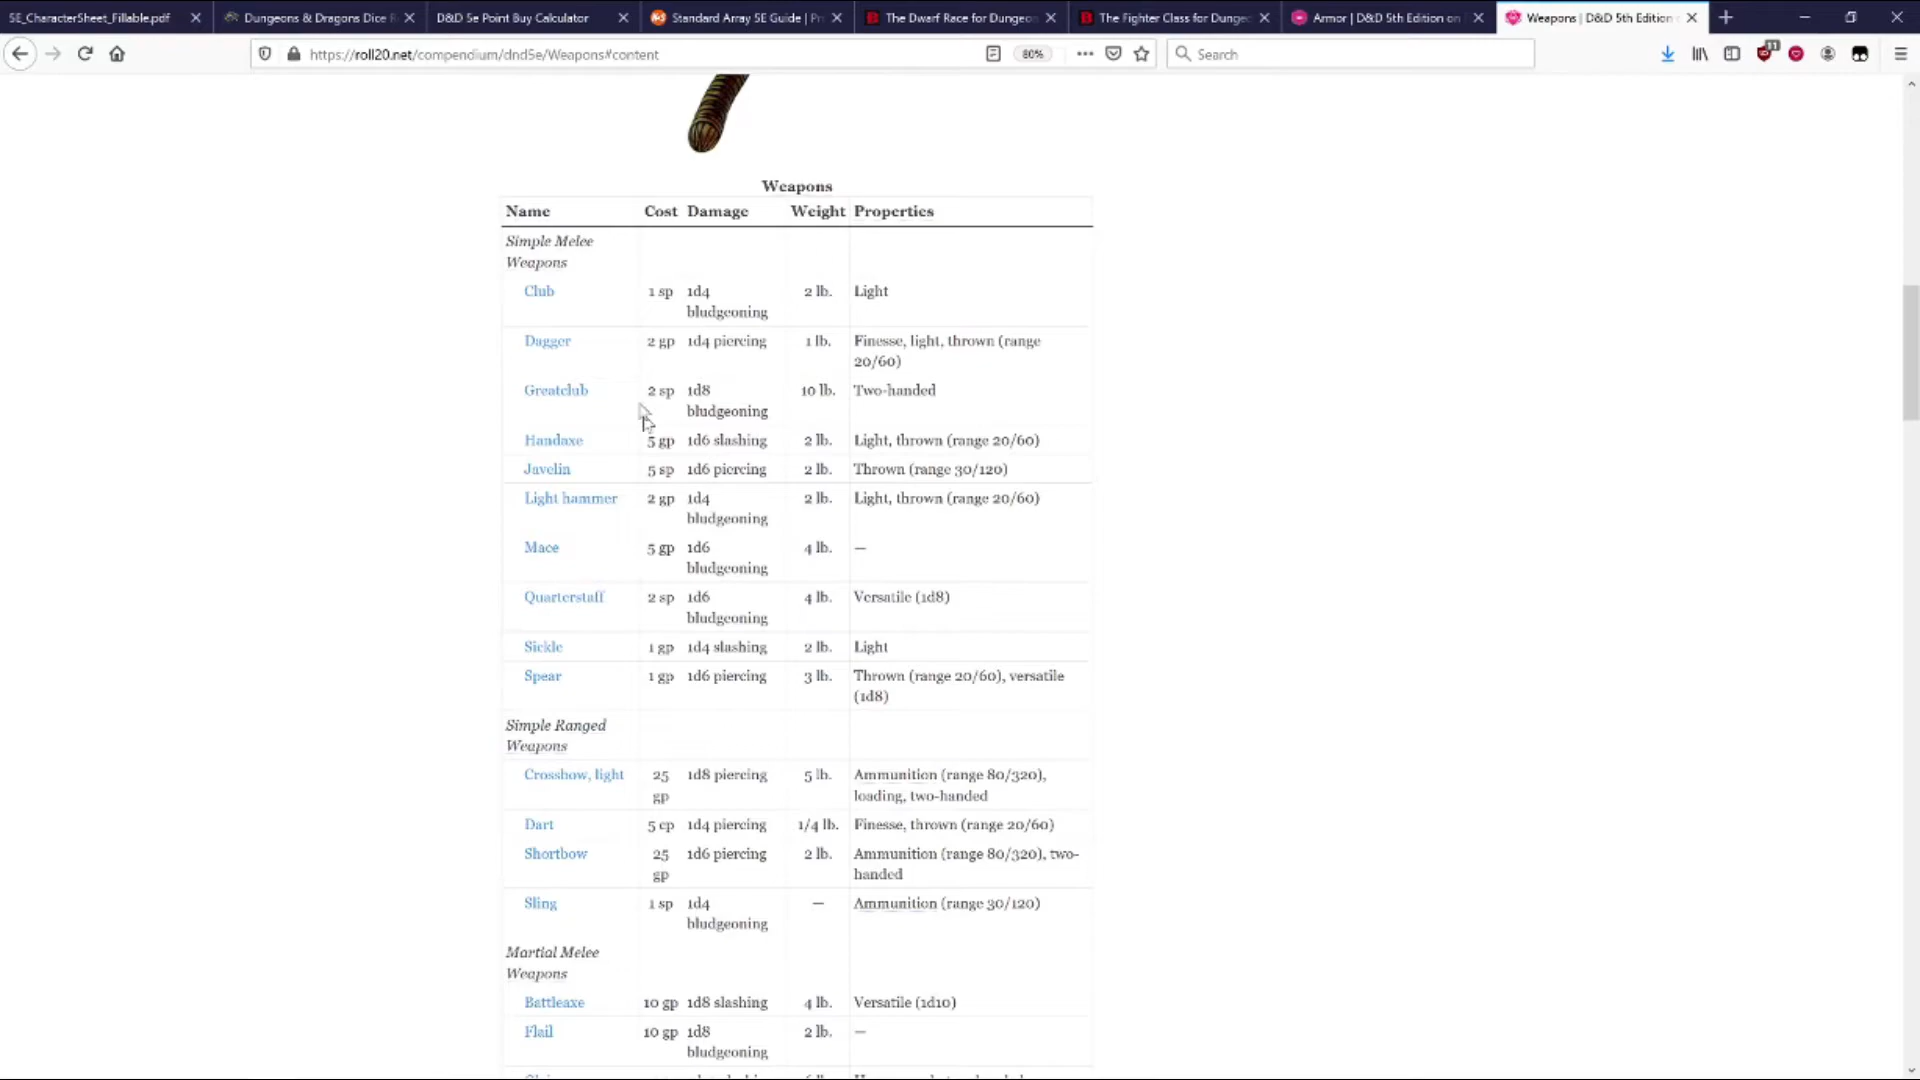 5E_CharacterSheet_Fillable.pdf Dungeons & Dragons Dice R D&D 5e Point Buy Calculator Standard Array 5E Guide | Pr The Dwarf Race for Dungeon The Fighter Class for Dunge Armor | D&D 5th Edition on Weapons | D&D 5th Edition
https://roll20.net/compendium/dnd5e/Weapons#content 80% Search 11
Weapons
Name Cost Damage Weight Properties
Simple Melee
Weapons
Club 1 sp 1d4 2 lb. Light
bludgeoning
Dagger 2 gp 1d4 piercing 1 lb. Finesse, light, thrown (range
20/60)
Greatclub 2 sp 1d8 10 lb. Two-handed
bludgeoning
Handaxe 5 gp 1d6 slashing 2 lb. Light, thrown (range 20/60)
Javelin 5 sp 1d6 piercing 2 lb. Thrown (range 30/120)
Light hammer 2 gp 1d4 2 lb. Light, thrown (range 20/60)
bludgeoning
Mace 5 gp 1d6 4 lb. —
bludgeoning
Quarterstaff 2 sp 1d6 4 lb. Versatile (1d8)
bludgeoning
Sickle 1 gp 1d4 slashing 2 lb. Light
Spear 1 gp 1d6 piercing 3 lb. Thrown (range 20/60), versatile
(1d8)
Simple Ranged
Weapons
Crossbow, light 25 1d8 piercing 5 lb. Ammunition (range 80/320),
gp loading, two-handed
Dart 5 cp 1d4 piercing 1/4 lb. Finesse, thrown (range 20/60)
Shortbow 25 1d6 piercing 2 lb. Ammunition (range 80/320), two-
gp handed
Sling 1 sp 1d4 — Ammunition (range 30/120)
bludgeoning
Martial Melee
Weapons
Battleaxe 10 gp 1d8 slashing 4 lb. Versatile (1d10)
Flail 10 gp 1d8 2 lb. —
bludgeoning